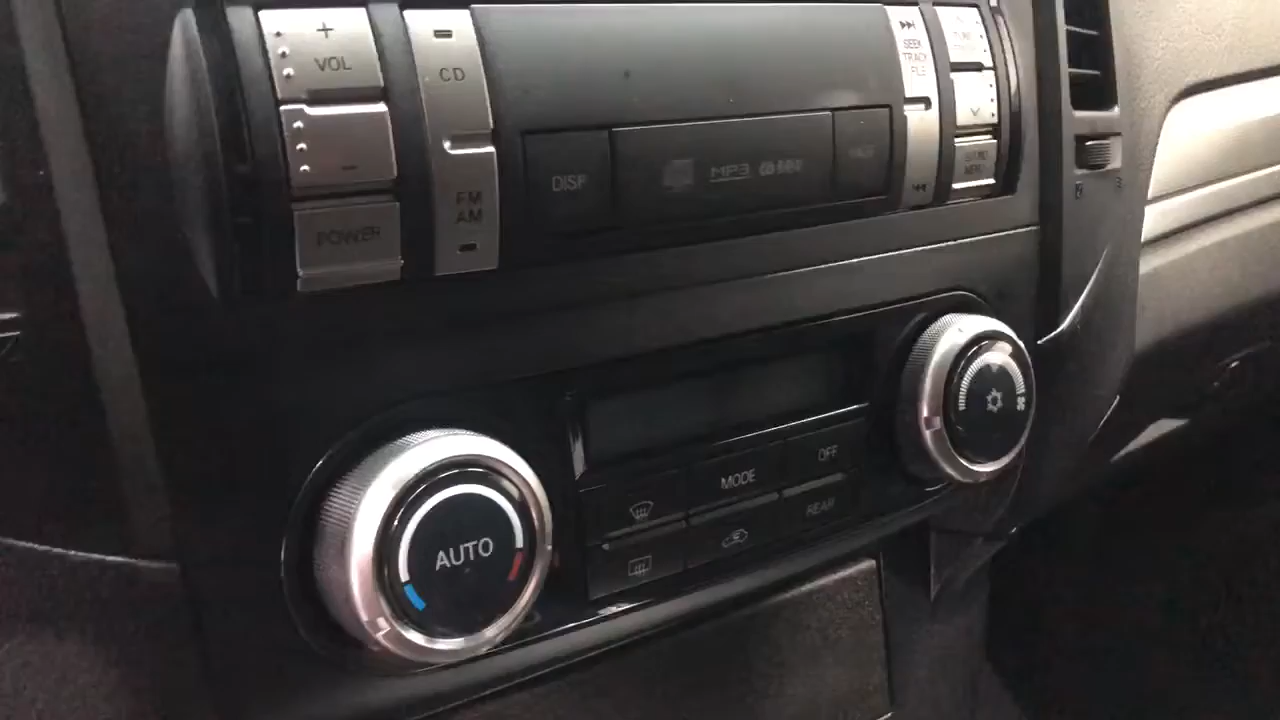 +
VOL
-
POWER
CD
FM
AM
DISP
MP3
SEEK
TRACK
FILE
MODE
OFF
REAR
AUTO